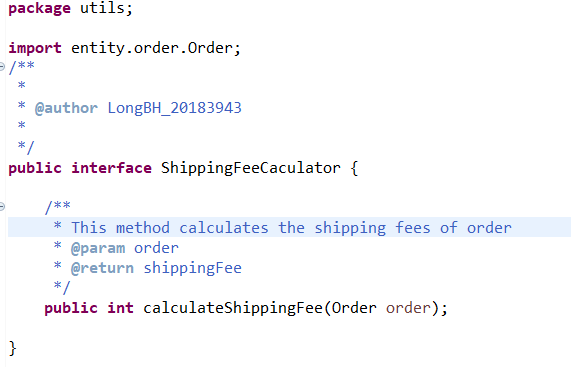 package utils;
import entity.order.Order;
/**
*
* @author LongBH_20183943
*
*/
public interface ShippingFeeCaculator {
/**
* This method calculates the shipping fees of order
* @param order
* @return shippingFee
*/
public int calculateShippingFee(Order order);
}